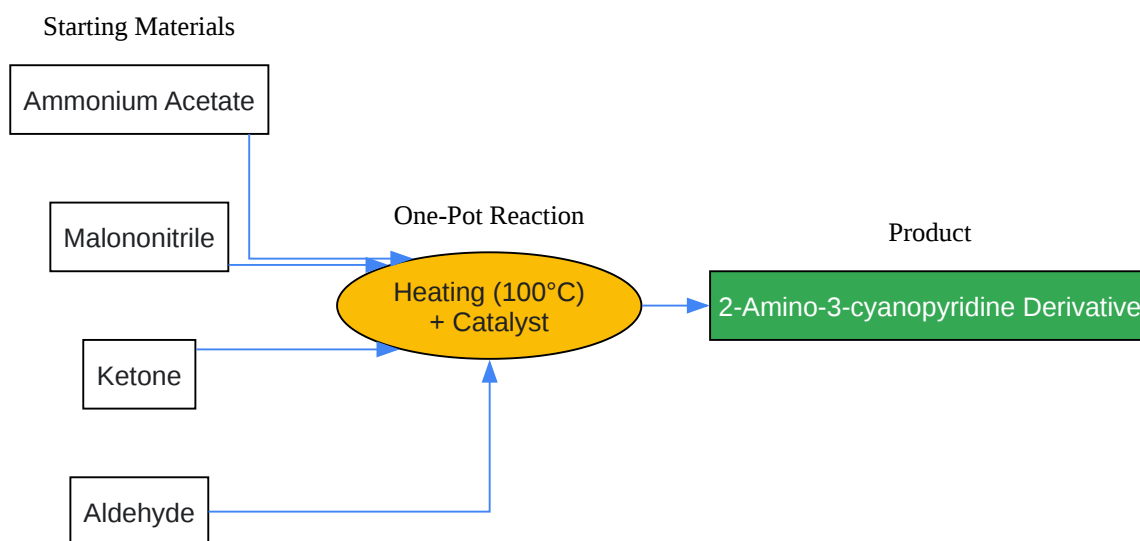 Starting Materials
Ammonium Acetate
Malononitrile
One-Pot Reaction
Product
Heating (100°C)
+ Catalyst
2-Amino-3-cyanopyridine Derivative
Ketone
Aldehyde